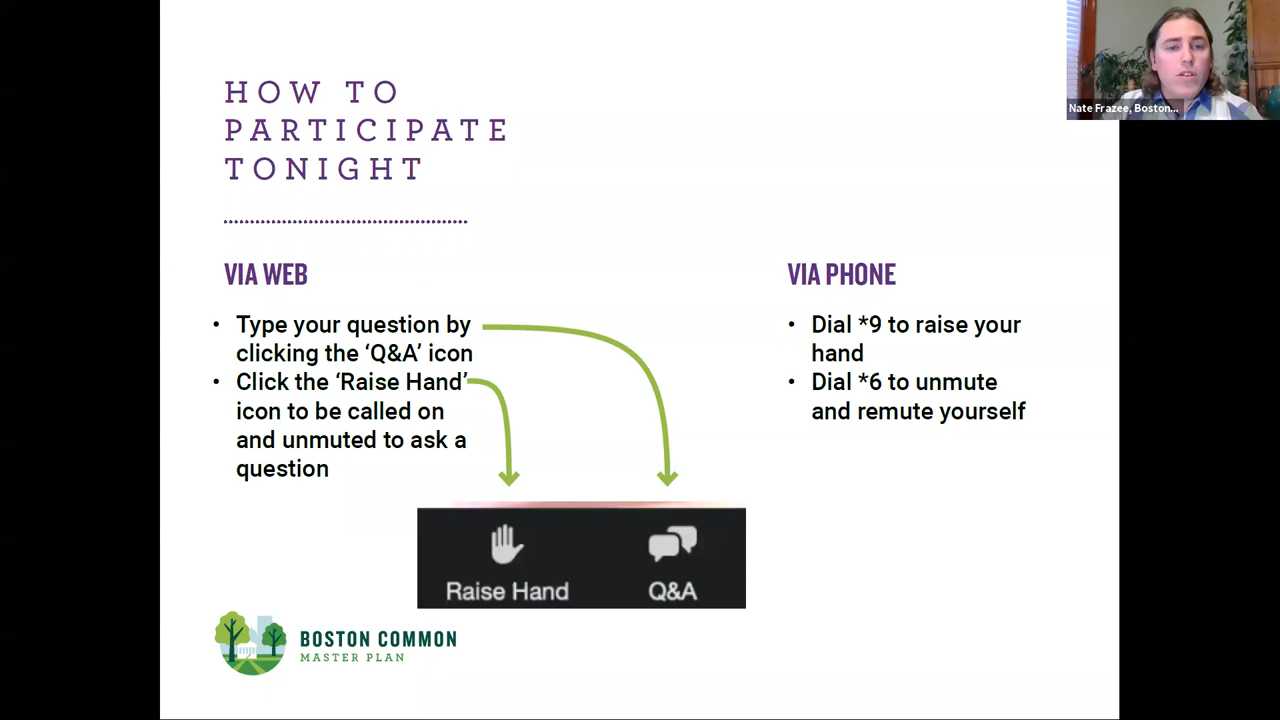 HOW TO
PARTICIPATE
TONIGHT
VIA WEB
• Type your question by
clicking the ‘Q&A’ icon
• Click the ‘Raise Hand’
icon to be called on
and unmuted to ask a
question
VIA PHONE
• Dial *9 to raise your
hand
• Dial *6 to unmute
and remute yourself
Raise Hand
Q&A
BOSTON COMMON
MASTER PLAN
Nate Frazee, Boston...